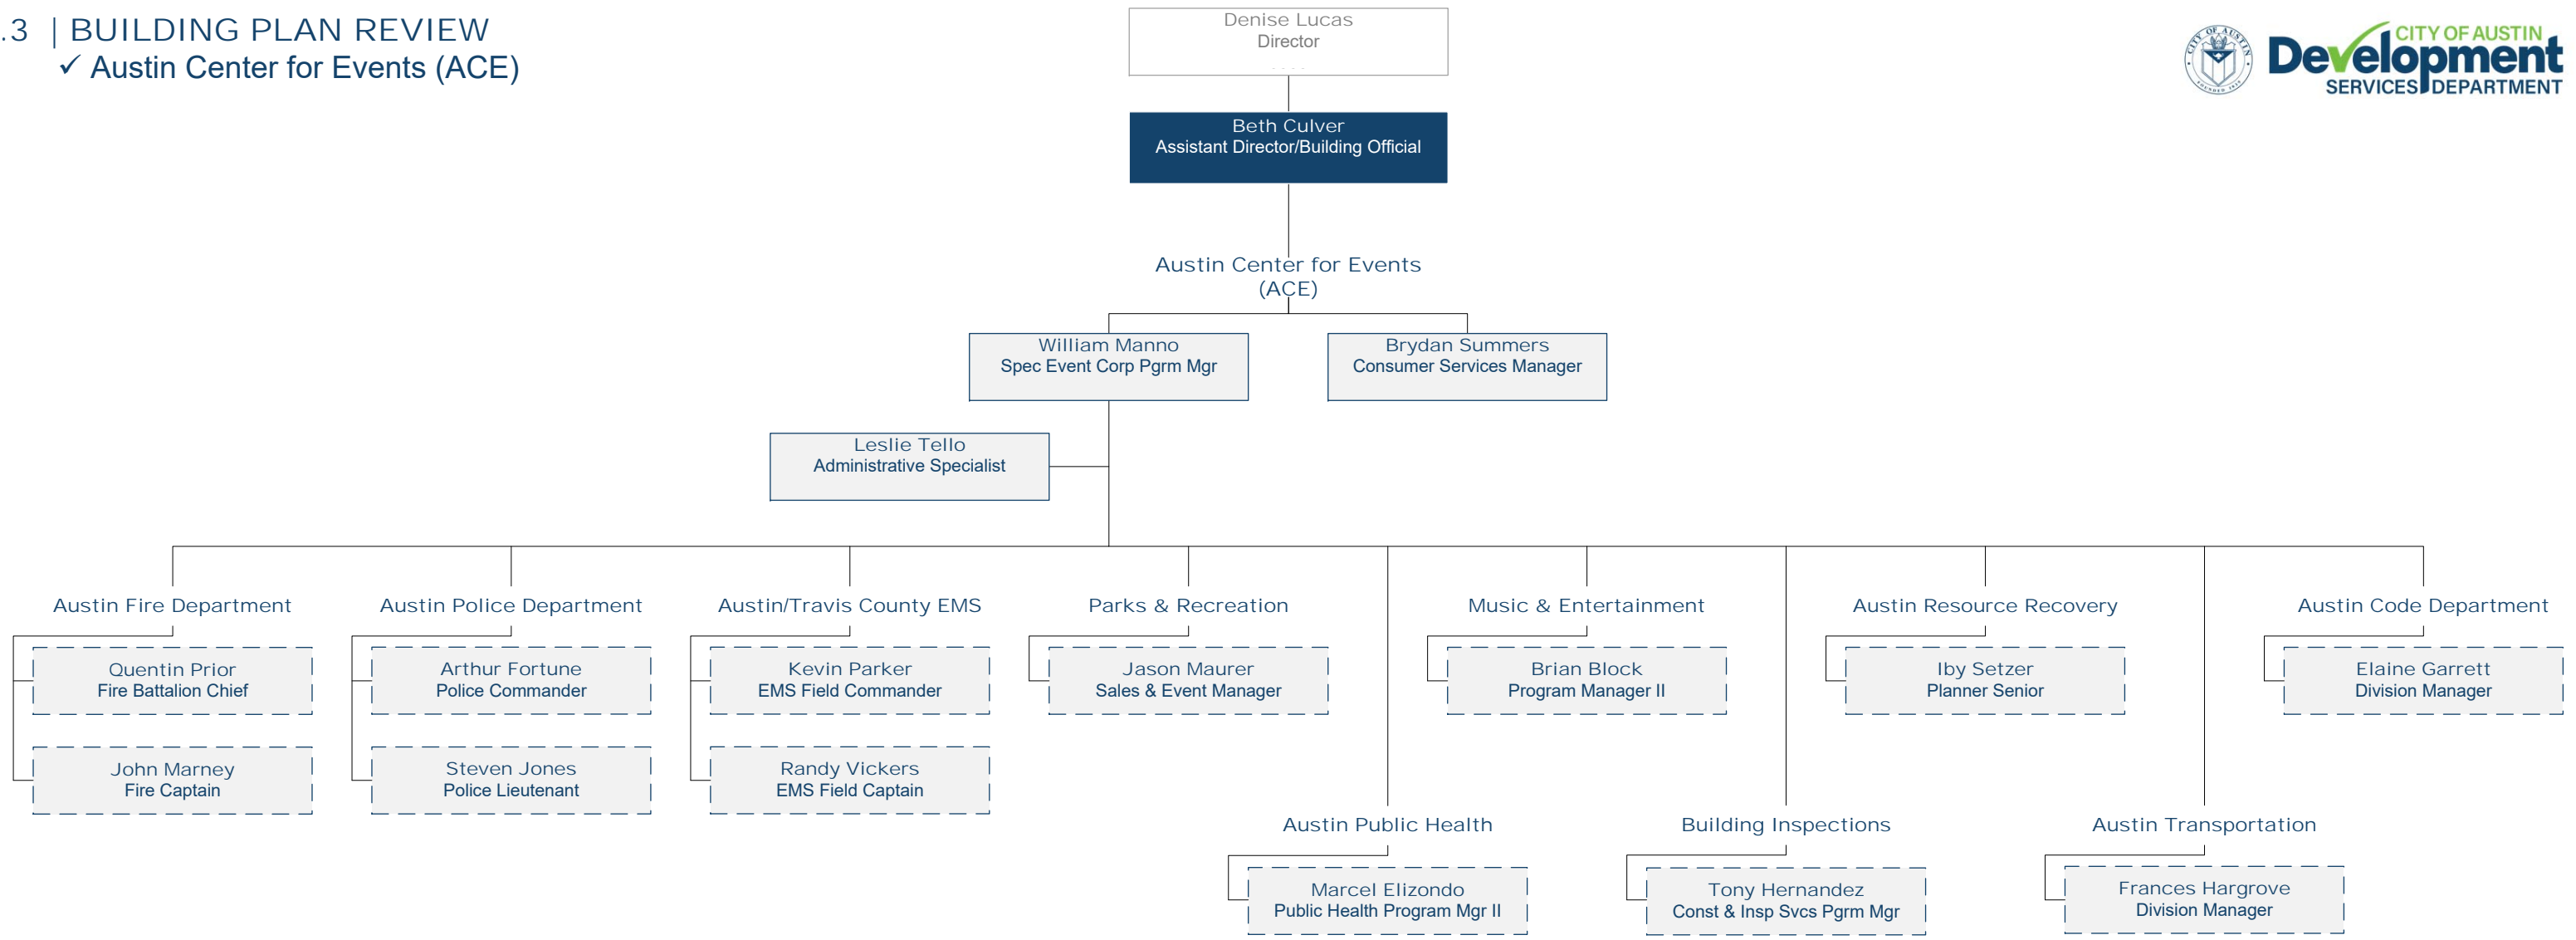 .3 | BUILDING PLAN REVIEW
✓ Austin Center for Events (ACE)
Denise Lucas
Director
CITY OF AUSTIN
Development
SERVICES DEPARTMENT
Beth Culver
Assistant Director/Building Official
Austin Center for Events
(ACE)
William Manno
Spec Event Corp Pgrm Mgr
Brydan Summers
Consumer Services Manager
Leslie Tello
Administrative Specialist
Austin Fire Department
Quentin Prior
Fire Battalion Chief
John Marney
Fire Captain
Austin Police Department
Arthur Fortune
Police Commander
Steven Jones
Police Lieutenant
Austin/Travis County EMS
Kevin Parker
EMS Field Commander
Randy Vickers
EMS Field Captain
Parks & Recreation
Jason Maurer
Sales & Event Manager
Austin Public Health
Marcel Elizondo
Public Health Program Mgr II
Music & Entertainment
Brian Block
Program Manager II
Building Inspections
Tony Hernandez
Const & Insp Svcs Pgrm Mgr
Austin Resource Recovery
Iby Setzer
Planner Senior
Austin Transportation
Frances Hargrove
Division Manager
Austin Code Department
Elaine Garrett
Division Manager